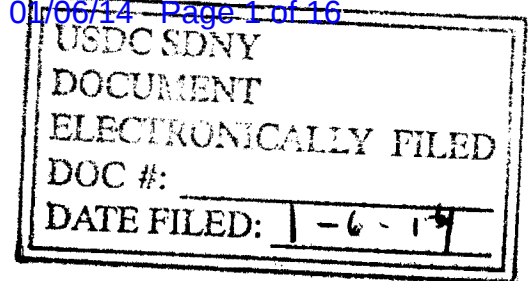 01/06/14 Page 1 of 16
USDC SDNY
DOCUMENT
ELECTRONICALLY FILED
DOC #:
DATE FILED: 1-6-14